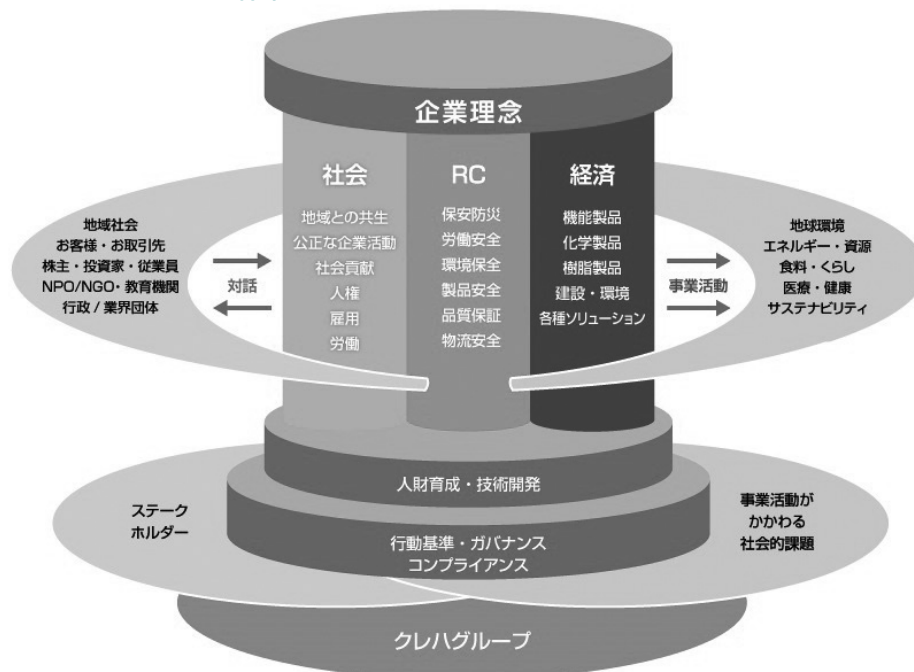 企業理念
社会
地域との共生
公正な企業活動
社会貢献
人権
雇用
労働
RC
保安防災
労働安全
環境保全
製品安全
品質保証
物流安全
経済
機能製品
化学製品
樹脂製品
建設・環境
各種ソリューション
地域社会
お客様・お取引先
株主・投資家・従業員
NPO/NGO・教育機関
行政 / 業界団体
対話
事業活動
地球環境
エネルギー・資源
食料・くらし
医療・健康
サステナビリティ
人財育成・技術開発
ステーク
ホルダー
行動基準・ガバナンス
コンプライアンス
事業活動が
かかわる
社会的課題
クレハグループ